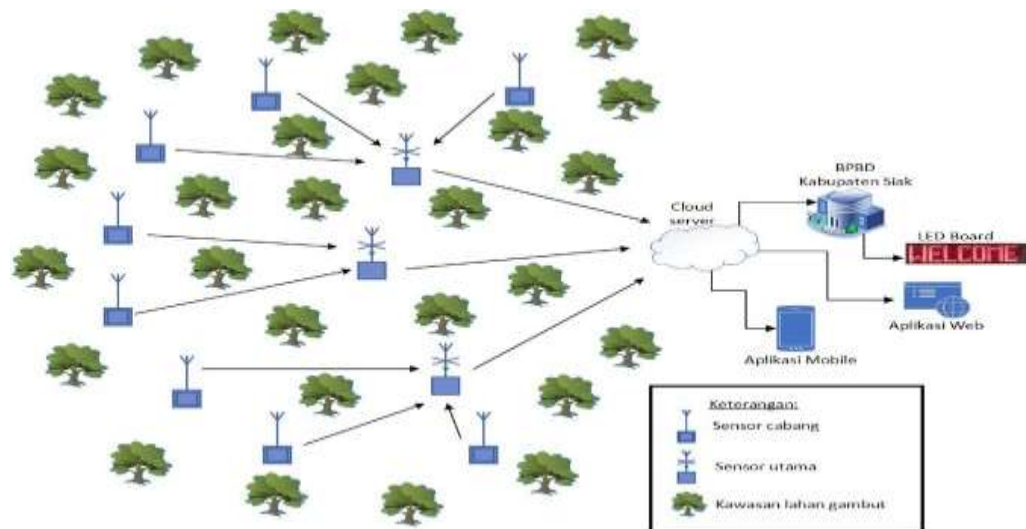 BPBD
Kabupaten Siak
Cloud
server
LED Board
WELCOME
Aplikasi Web
Aplikasi Mobile
Keterangan:
Sensor cabang
Sensor utama
Kawasan lahan gambut